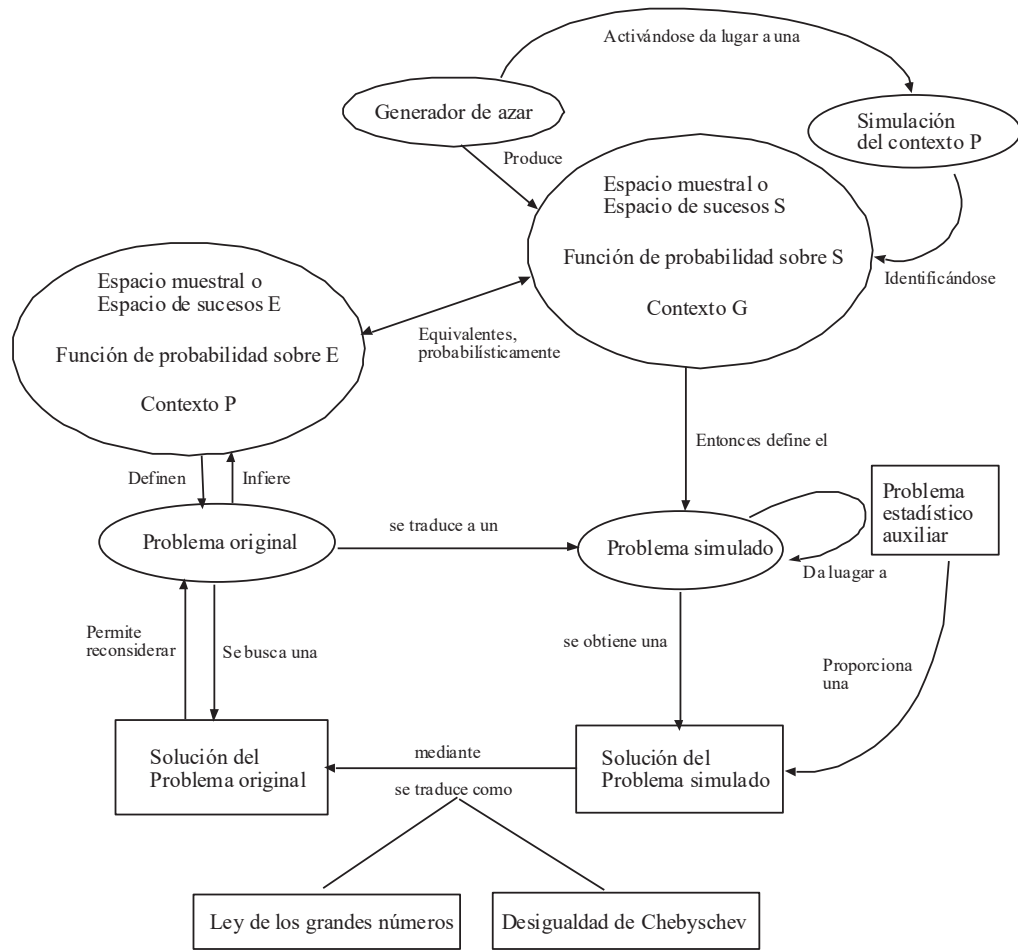 Activándose da lugar a una
Generador de azar
Simulación
del contexto P
Produce
Espacio muestral o
Espacio de sucesos S
Función de probabilidad sobre S
Contexto G
Identificándose
Espacio muestral o
Espacio de sucesos E
Función de probabilidad sobre E
Contexto P
Equivalentes,
probabilísticamente
Entonces define el
Definen
Infiere
Problema
estadístico
auxiliar
Problema original
se traduce a un
Problema simulado
Da luagar a
Permite
reconsiderar
Se busca una
se obtiene una
Proporciona
una
Solución del
Problema original
mediante
Solución del
Problema simulado
se traduce como
Ley de los grandes números
Desigualdad de Chebyschev